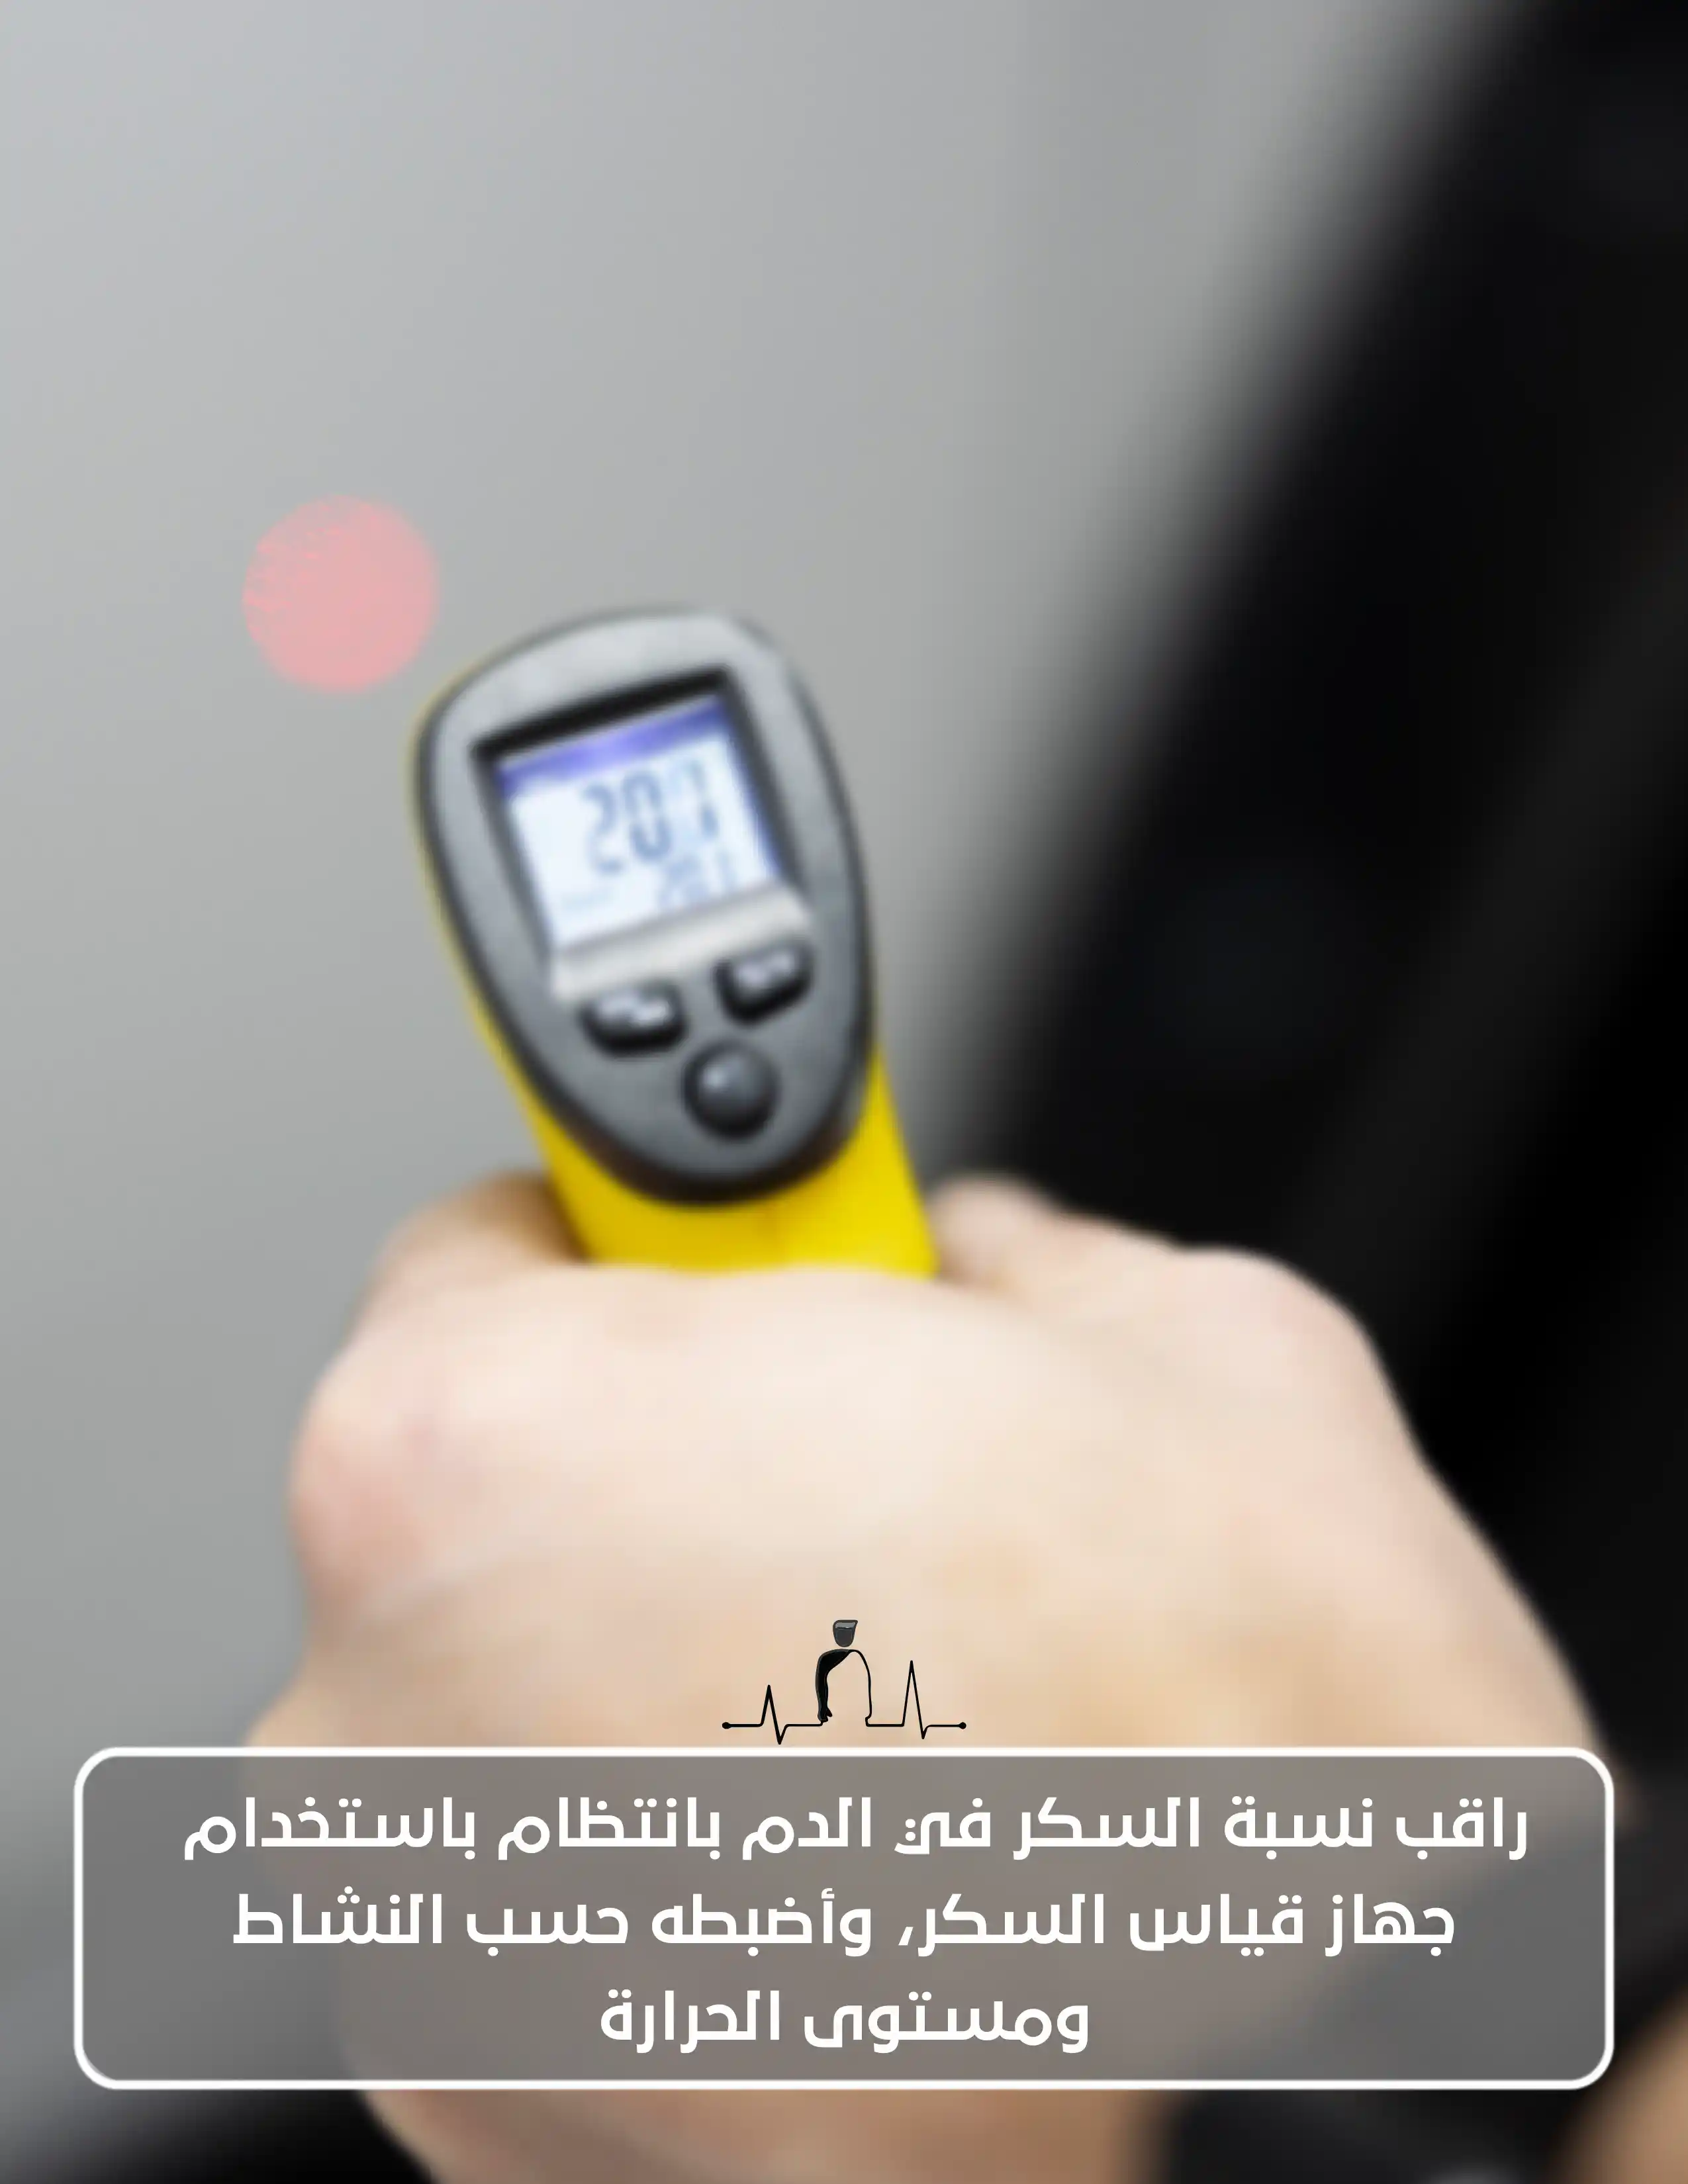 راقب نسبة السكر في الدم بانتظام باستخدام
جهاز قياس السكر، وأضبطه حسب النشاط
ومستوى الحرارة